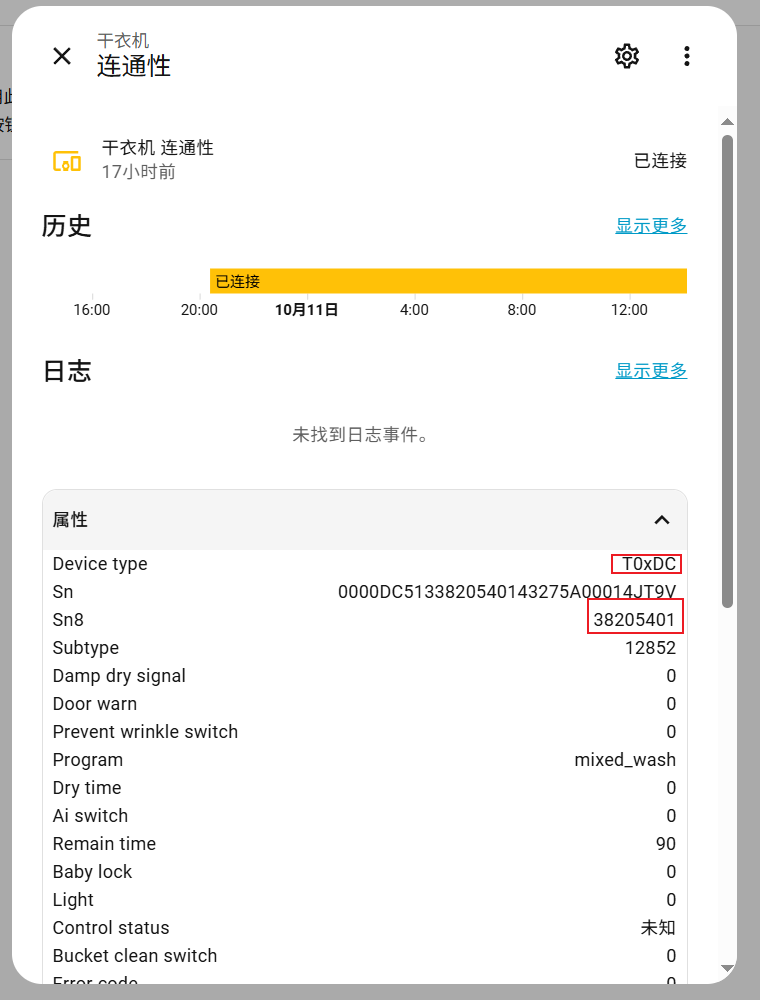 干衣机
连通性
干衣机 连通性
17小时前
已连接
历史
显示更多
已连接
16:00 20:00 10月11日 4:00 8:00 12:00
日志
显示更多
未找到日志事件。
属性
Device type T0xDC
Sn 0000DC5133820540143275A00014JT9V
Sn8 38205401
Subtype 12852
Damp dry signal 0
Door warn 0
Prevent wrinkle switch 0
Program mixed_wash
Dry time 0
Ai switch 0
Remain time 90
Baby lock 0
Light 0
Control status 未知
Bucket clean switch 0
Error code 0